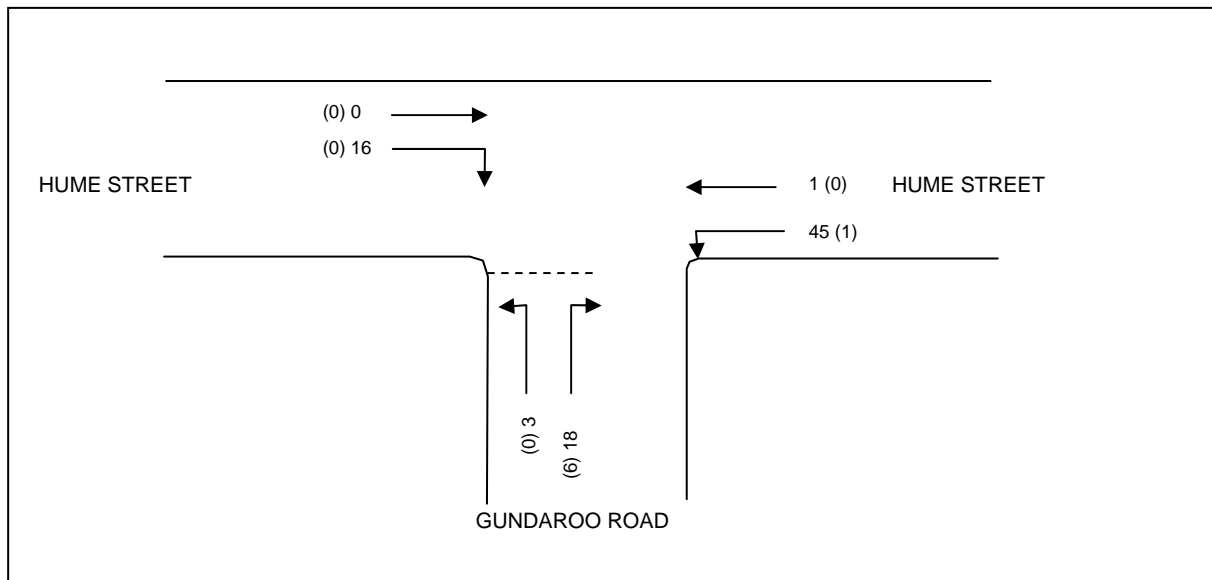 (0) 0
(0) 16
HUME STREET
1 (0)
HUME STREET
45 (1)
(0) 3
(6) 18
GUNDAROO ROAD